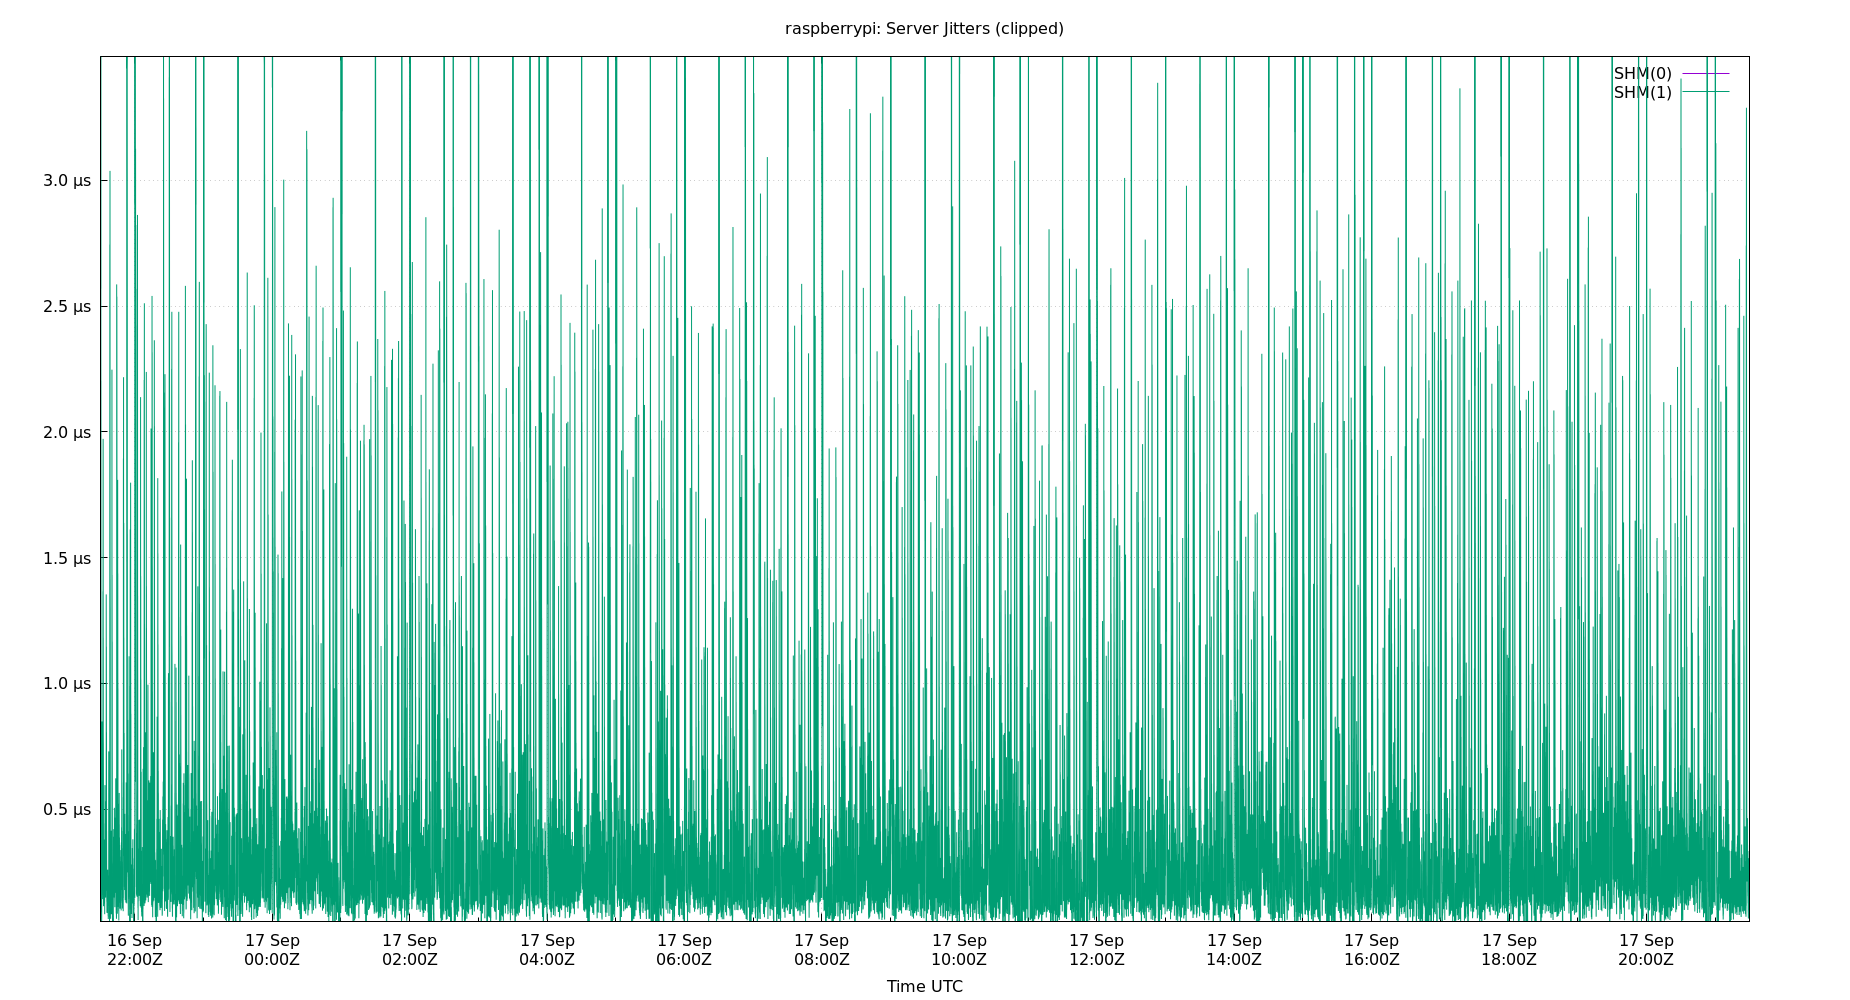 raspberrypi: Server Jitters (clipped)
SHM(0)
SHM(1)
3.0 µs
2.5 µs
2.0 µs
1.5 µs
1.0 µs
0.5 µs
16 Sep 17 Sep 17 Sep 17 Sep 17 Sep 17 Sep 17 Sep 17 Sep 17 Sep 17 Sep 17 Sep 17 Sep
22:00Z 00:00Z 02:00Z 04:00Z 06:00Z 08:00Z 10:00Z 12:00Z 14:00Z 16:00Z 18:00Z 20:00Z
Time UTC